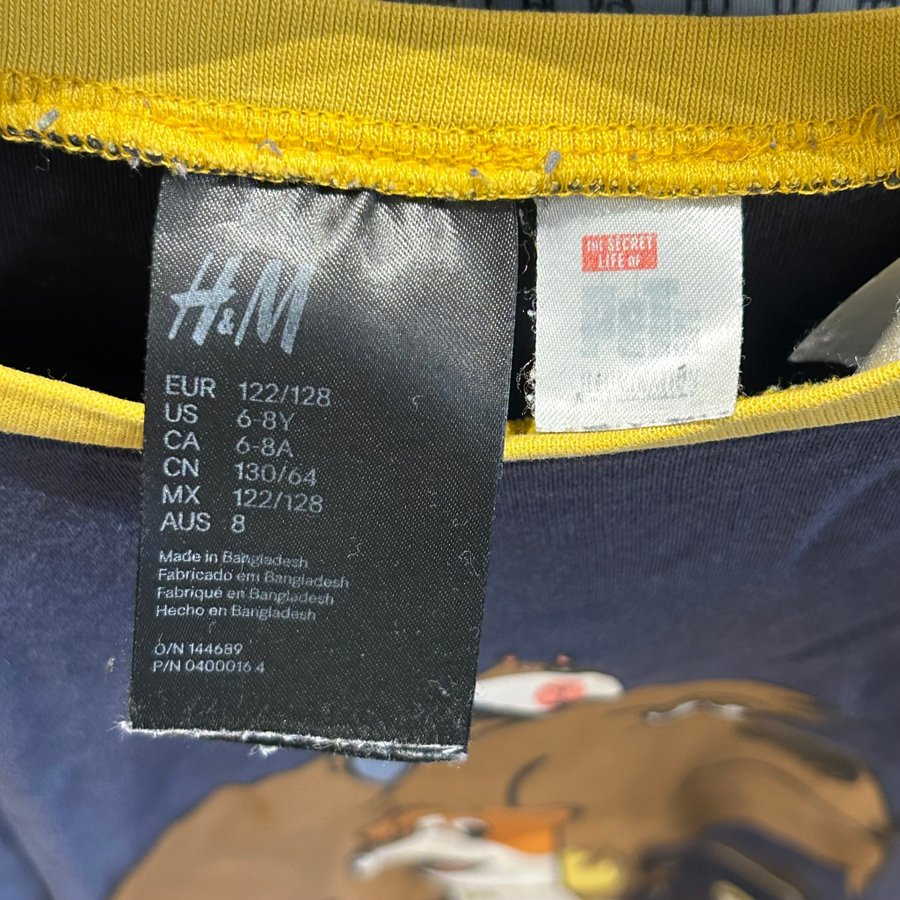 H&M
EUR 122/128
US 6-8Y
CA 6-8A
CN 130/64
MX 122/128
AUS 8
Made in Bangladesh
Fabricado em Bangladesh
Fabriqué en Bangladesh
Hecho en Bangladesh
O/N 144689
P/N 0400016 4
THE SECRET
LIFE OF
PeTS